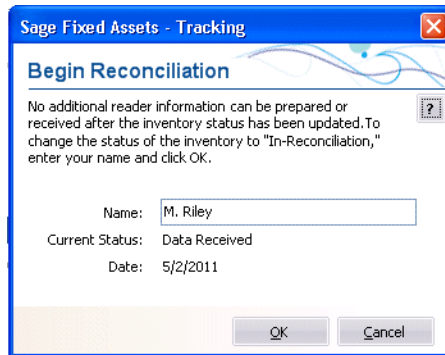 Sage Fixed Assets - Tracking
Begin Reconciliation
No additional reader information can be prepared or
received after the inventory status has been updated.To
change the status of the inventory to "In-Reconciliation,"
enter your name and click OK.
?
Name: M. Riley
Current Status: Data Received
Date: 5/2/2011
OK Cancel